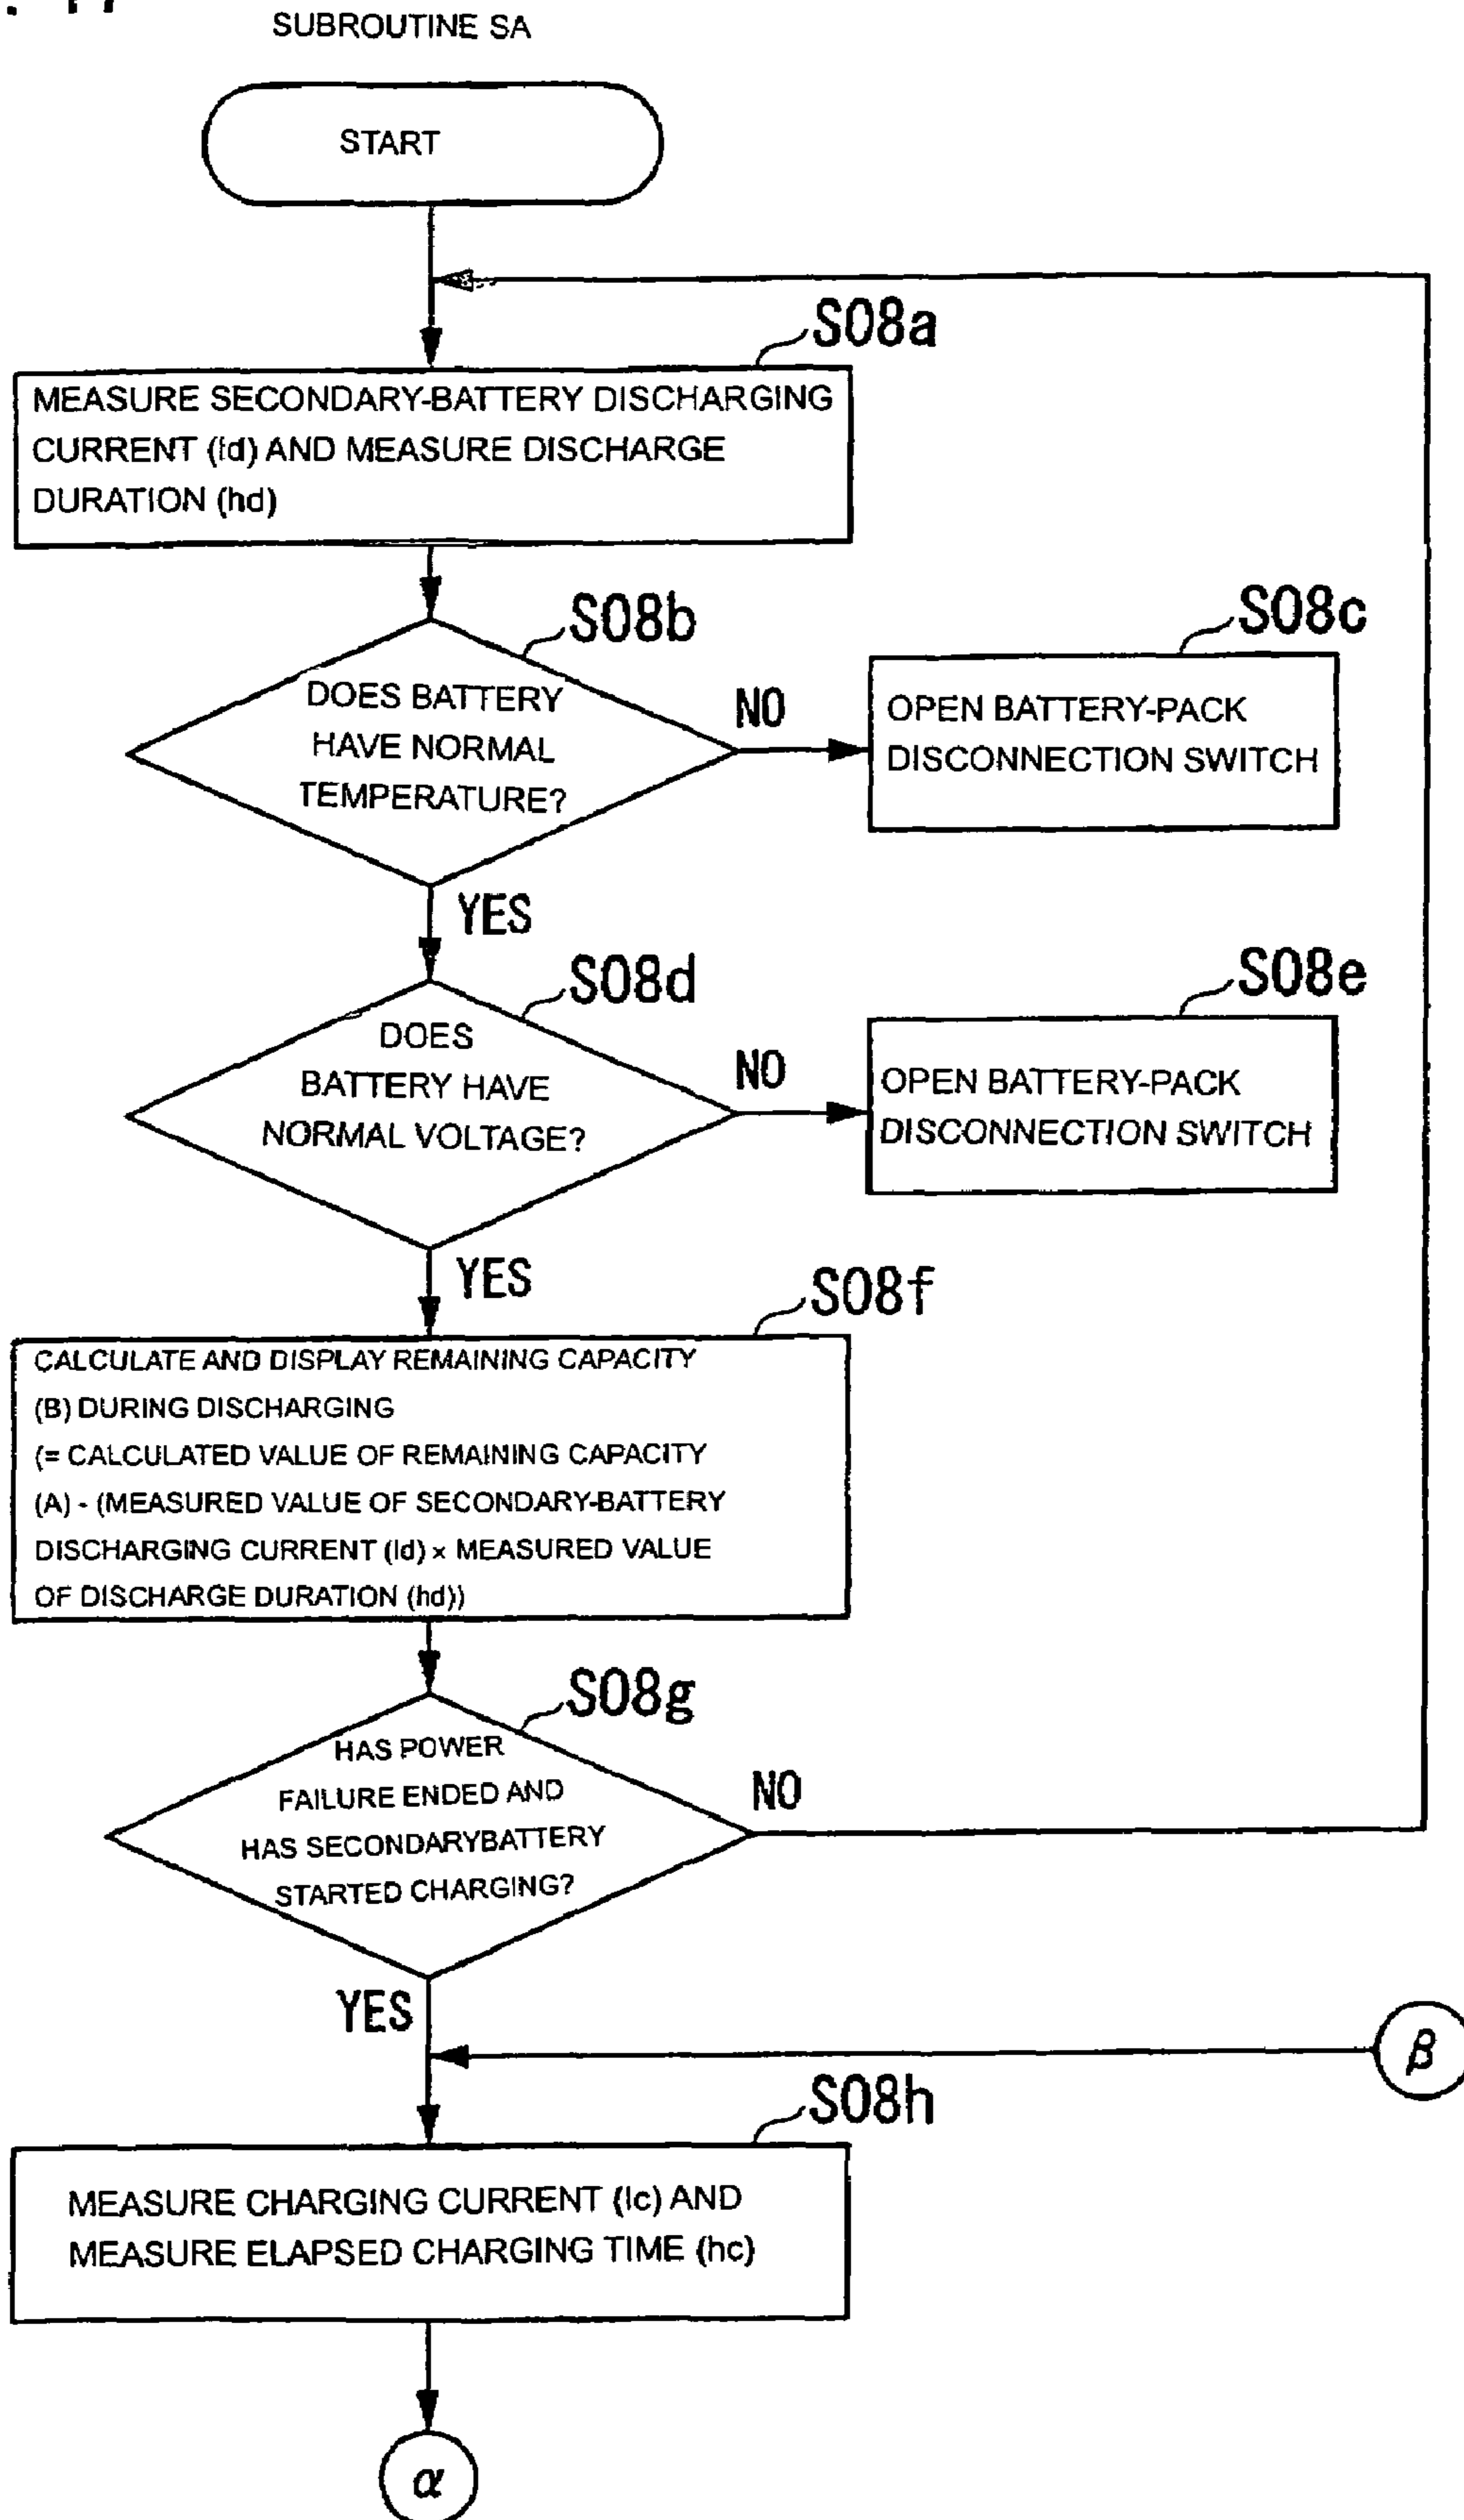 SUBROUTINE SA
START
S08a
MEASURE SECONDARY-BATTERY DISCHARGING
CURRENT (Id) AND MEASURE DISCHARGE
DURATION (hd)
S08b
DOES BATTERY
HAVE NORMAL
TEMPERATURE?
NO
S08c
OPEN BATTERY-PACK
DISCONNECTION SWITCH
YES
S08d
DOES
BATTERY HAVE
NORMAL VOLTAGE?
NO
S08e
OPEN BATTERY-PACK
DISCONNECTION SWITCH
YES
S08f
CALCULATE AND DISPLAY REMAINING CAPACITY
(B) DURING DISCHARGING
(= CALCULATED VALUE OF REMAINING CAPACITY
(A) - (MEASURED VALUE OF SECONDARY-BATTERY
DISCHARGING CURRENT (Id) × MEASURED VALUE
OF DISCHARGE DURATION (hd))
S08g
HAS POWER
FAILURE ENDED AND
HAS SECONDARYBATTERY
STARTED CHARGING?
NO
YES
β
S08h
MEASURE CHARGING CURRENT (Ic) AND
MEASURE ELAPSED CHARGING TIME (hc)
α